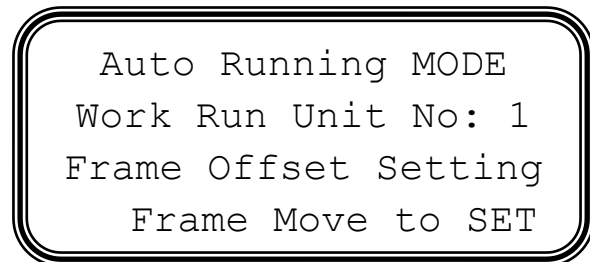 Auto Running MODE
Work Run Unit No: 1
Frame Offset Setting
Frame Move to SET